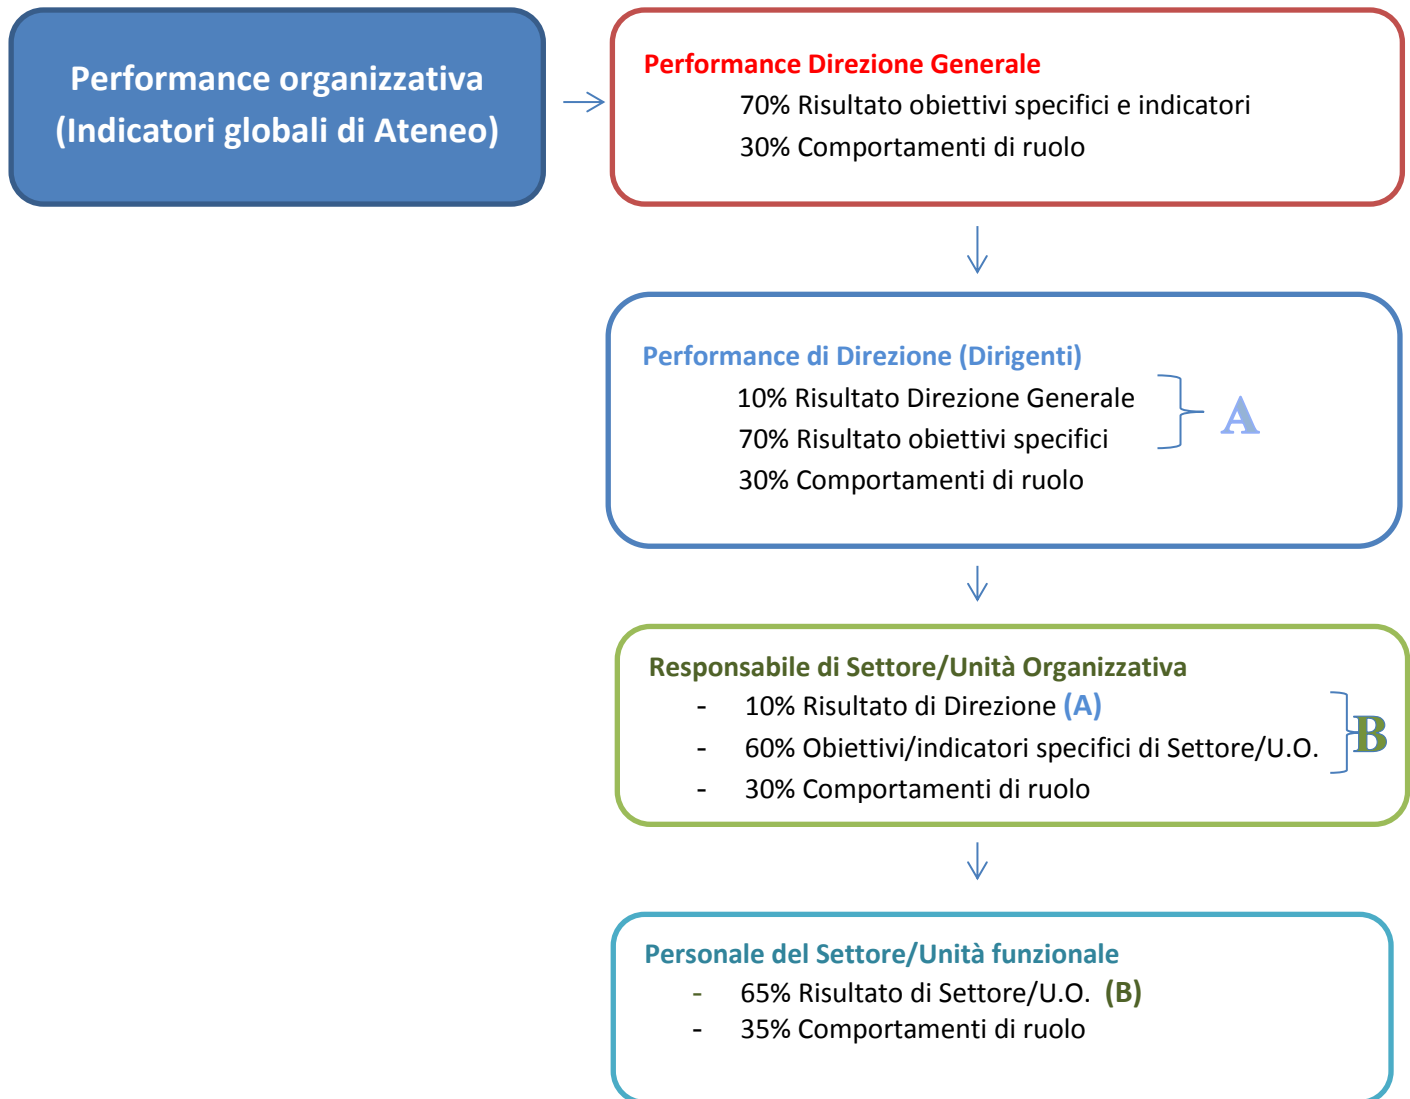 Performance organizzativa
(Indicatori globali di Ateneo)
Performance Direzione Generale
70% Risultato obiettivi specifici e indicatori
30% Comportamenti di ruolo
Performance di Direzione (Dirigenti)
10% Risultato Direzione Generale
70% Risultato obiettivi specifici
A
30% Comportamenti di ruolo
Responsabile di Settore/Unità Organizzativa
- 10% Risultato di Direzione (A)
- 60% Obiettivi/indicatori specifici di Settore/U.O.
B
- 30% Comportamenti di ruolo
Personale del Settore/Unità funzionale
- 65% Risultato di Settore/U.O. (B)
- 35% Comportamenti di ruolo